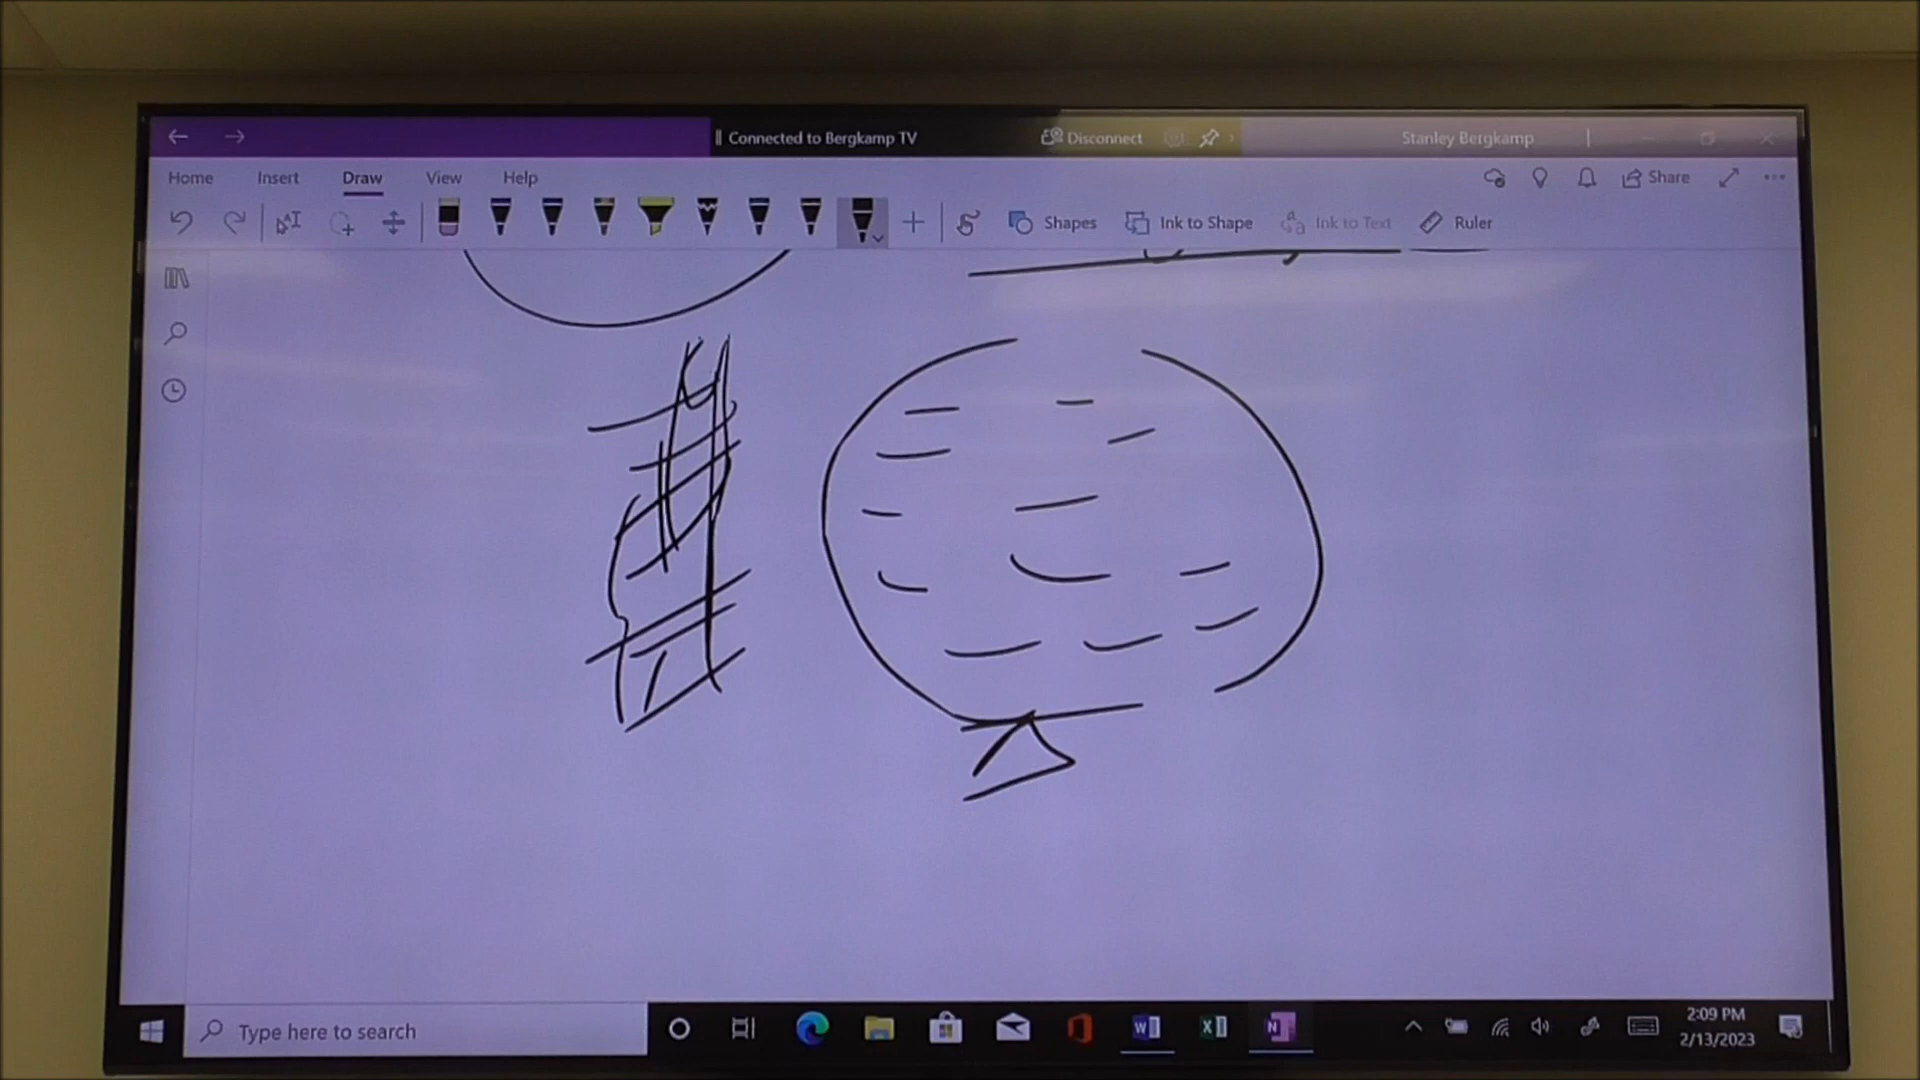 Connected to Bergkamp TV Disconnect Stanley Bergkamp
Home Insert Draw View Help Share
Shapes Ink to Shape Ink to Text Ruler
Type here to search
2:09 PM
2/13/2023